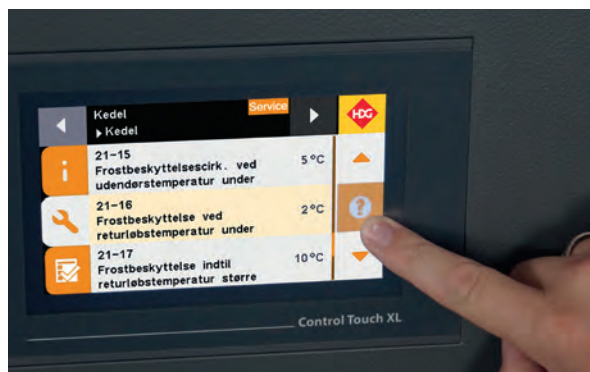 Kedel
Service
▶ Kedel
HDG
21-15
Frostbeskyttelsescirk. ved
udendørstemperatur under
5 °C
21-16
Frostbeskyttelse ved
returløbstemperatur under
2 °C
?
21-17
Frostbeskyttelse indtil
returløbstemperatur større
10 °C
i
Control Touch XL